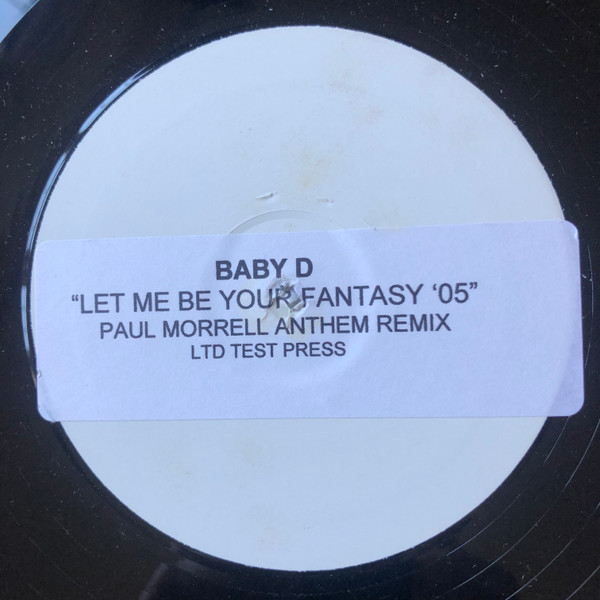 BABY D
“LET ME BE YOUR FANTASY ‘05”
PAUL MORRELL ANTHEM REMIX
LTD TEST PRESS